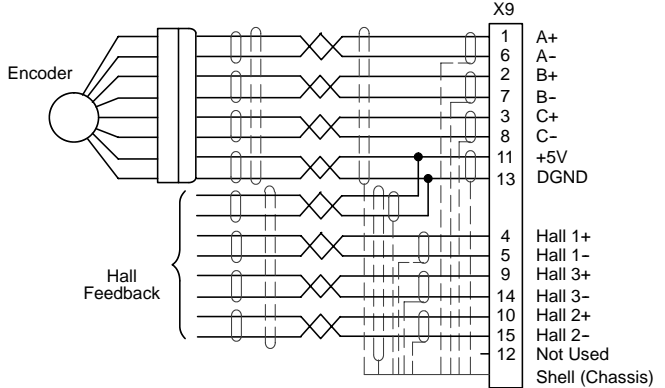 X9
1 A+
6 A-
Encoder
2 B+
7 B-
3 C+
8 C-
11 +5V
13 DGND
4 Hall 1+
5 Hall 1-
Hall
Feedback
9 Hall 3+
14 Hall 3-
10 Hall 2+
15 Hall 2-
12 Not Used
Shell (Chassis)